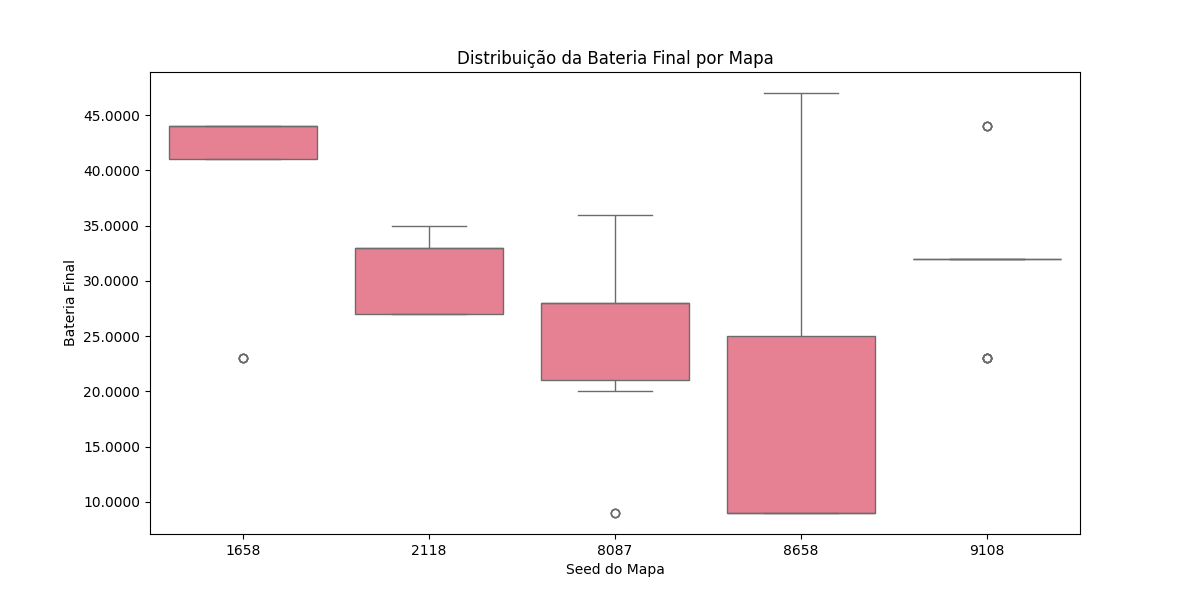 Distribuição da Bateria Final por Mapa
45.0000
40.0000
35.0000
30.0000
25.0000
20.0000
15.0000
10.0000
Bateria Final
1658 2118 8087 8658 9108
Seed do Mapa